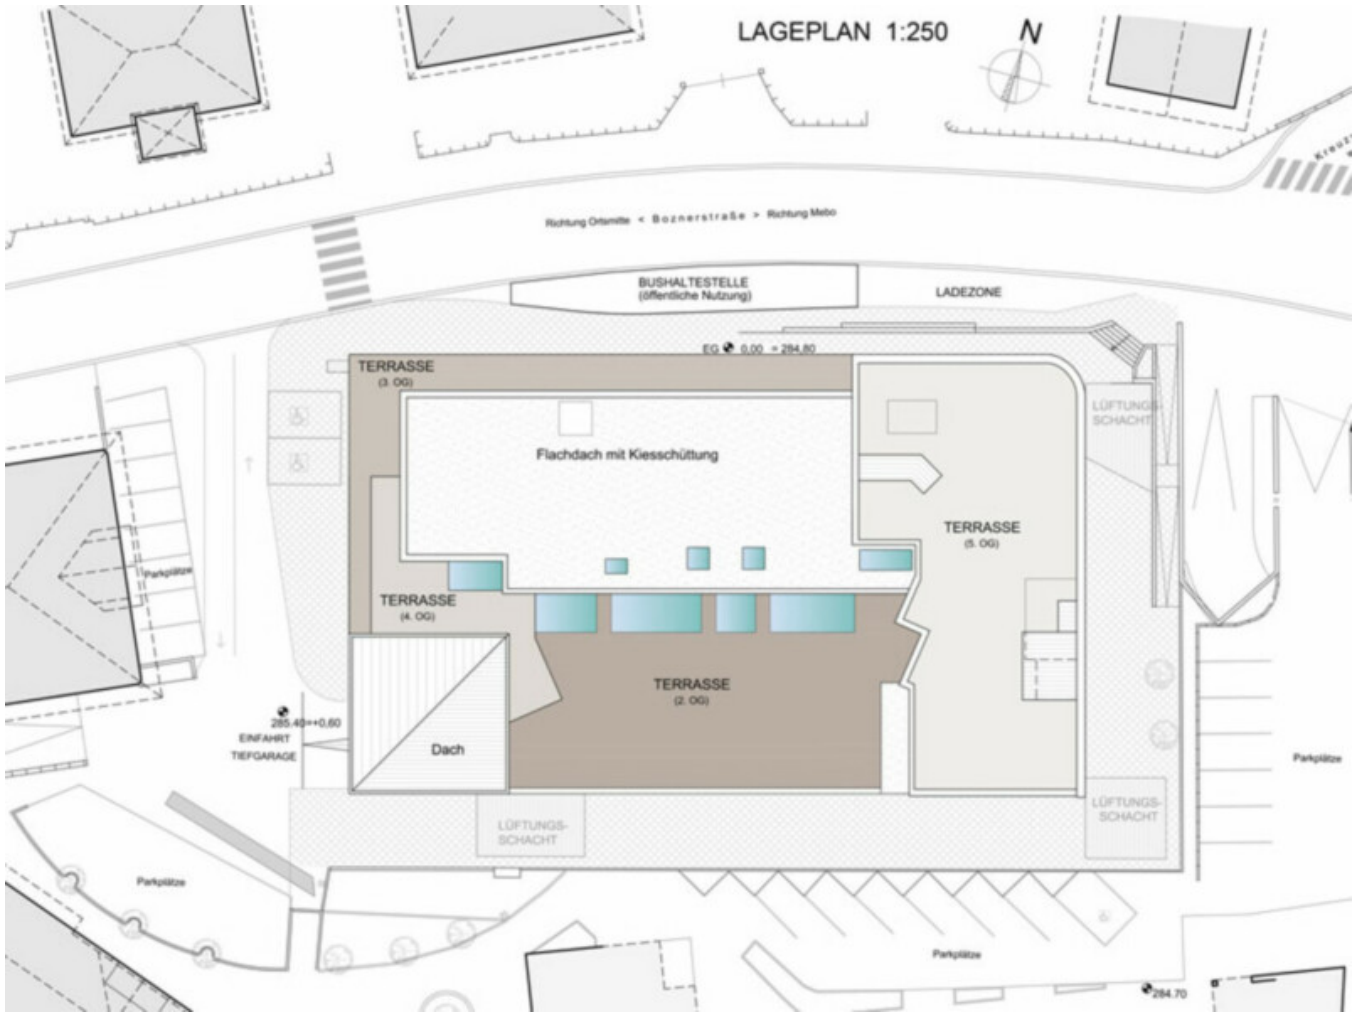 LAGEPLAN 1:250
N
Richtung Ortsmitte < Boznerstraße > Richtung Mebo
BUSHALTESTELLE
(öffentliche Nutzung)
LADEZONE
EG 0,00 = 284,80
TERRASSE
(3. OG)
LÜFTUNGS-
SCHACHT
Flachdach mit Kiesschüttung
TERRASSE
(5. OG)
Parkplätze
TERRASSE
(4. OG)
TERRASSE
(2. OG)
285.40=+0,60
EINFAHRT
TIEFGARAGE
Dach
Parkplätze
LÜFTUNGS-
SCHACHT
LÜFTUNGS-
SCHACHT
Parkplätze
Parkplätze
284.70